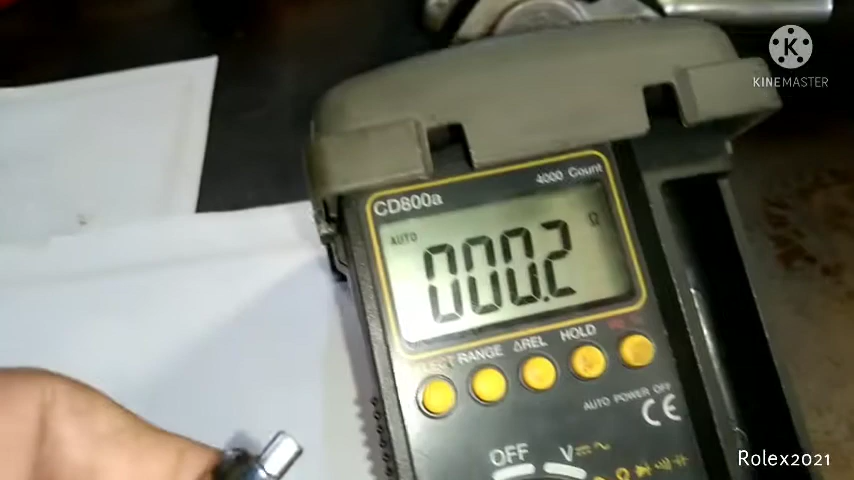 K
KINEMASTER
4000 Count
CD800a
AUTO
Ω
000.2
RANGE
ΔREL
HOLD
AUTO POWER OFF
CE
OFF
V
Rolex2021